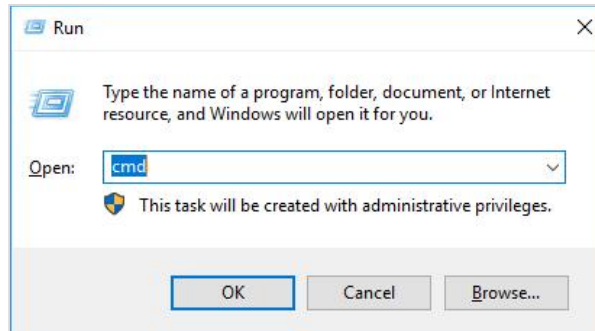 Run
Type the name of a program, folder, document, or Internet
resource, and Windows will open it for you.
Open: cmd
This task will be created with administrative privileges.
OK Cancel Browse...